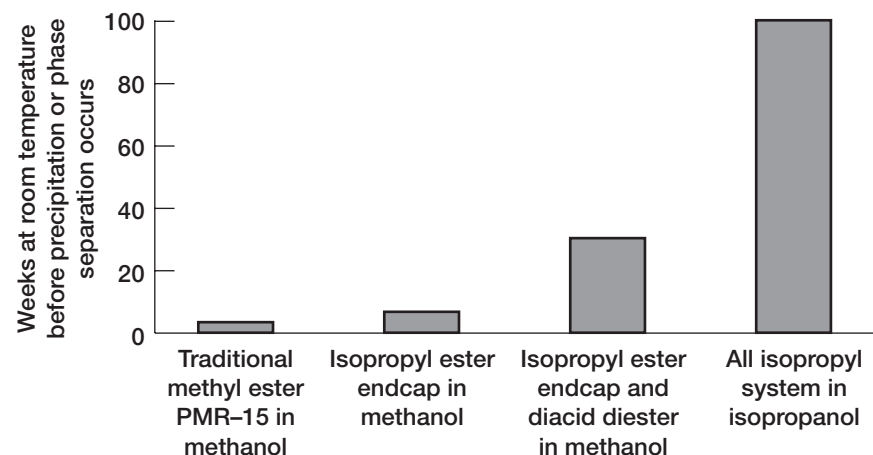 Weeks at room temperature
before precipitation or phase
separation occurs
100
80
60
40
20
0
Traditional
methyl ester
PMR–15 in
methanol
Isopropyl ester
endcap in
methanol
Isopropyl ester
endcap and
diacid diester
in methanol
All isopropyl
system in
isopropanol